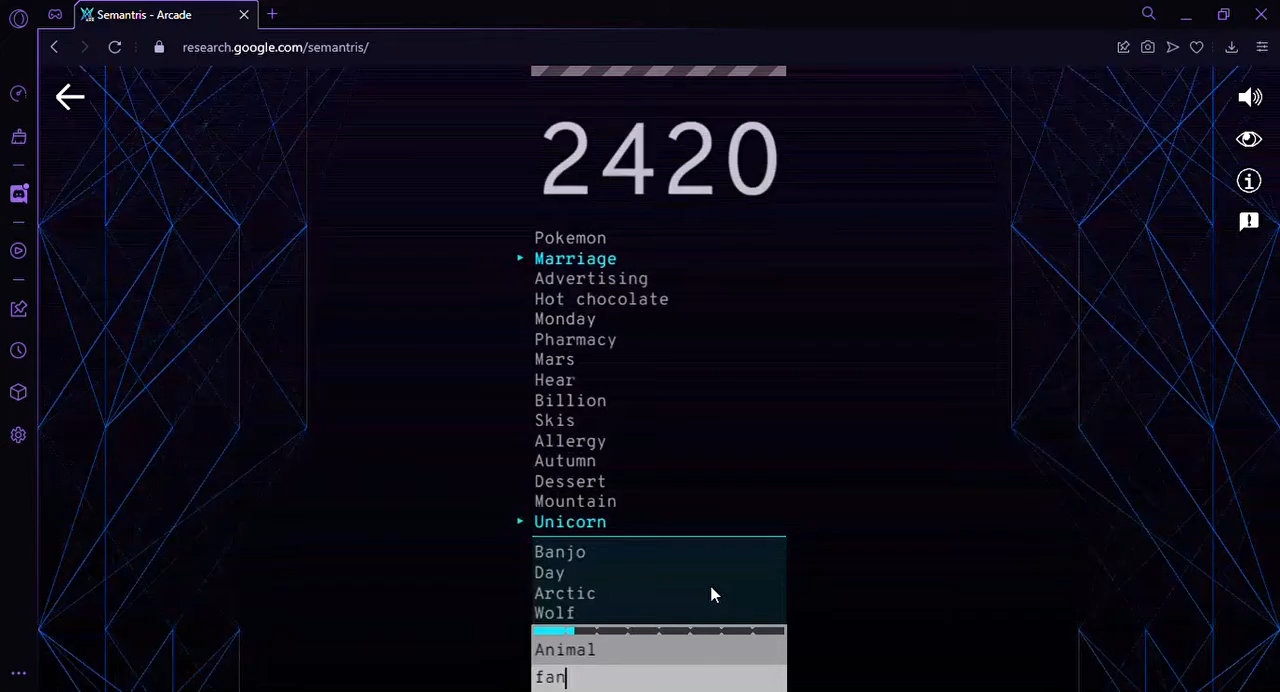 Semantris - Arcade
research.google.com/semantris/
2420
Pokemon
Marriage
Advertising
Hot chocolate
Monday
Pharmacy
Mars
Hear
Billion
Skis
Allergy
Autumn
Dessert
Mountain
Unicorn
Banjo
Day
Arctic
Wolf
Animal
fan